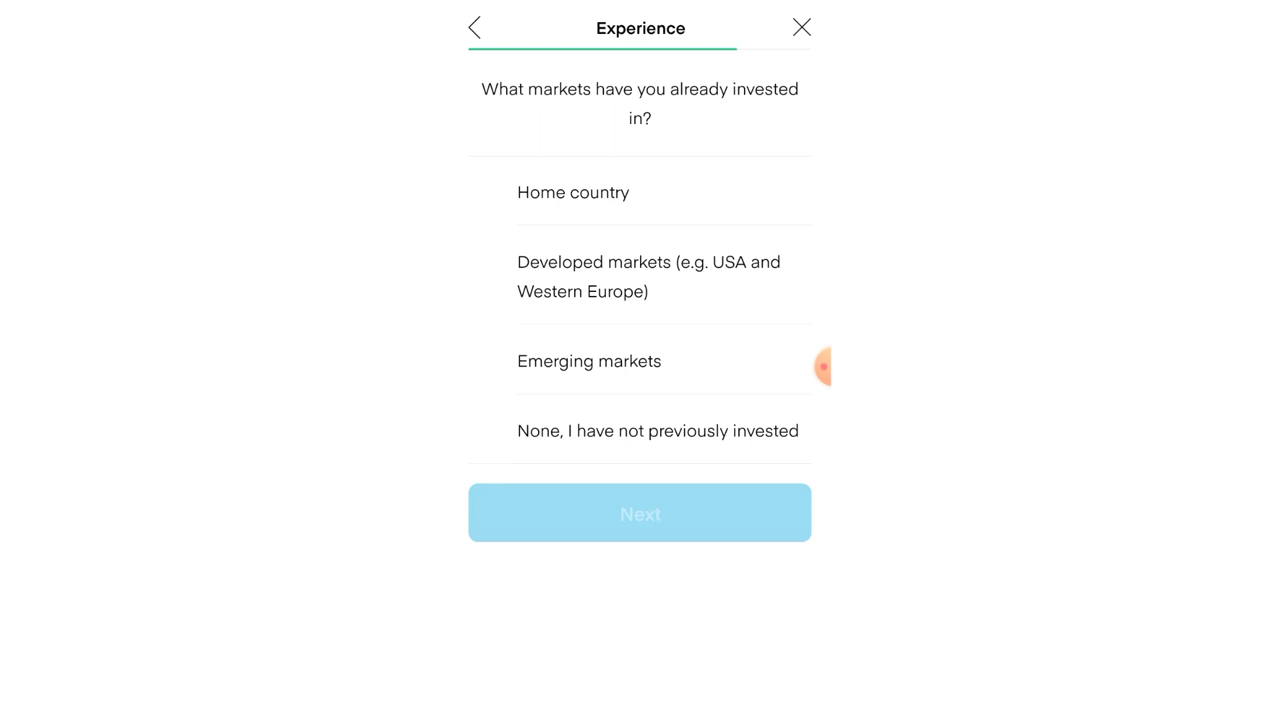 Experience
What markets have you already invested
in?
Home country
Developed markets (e.g. USA and
Western Europe)
Emerging markets
None, I have not previously invested
Next